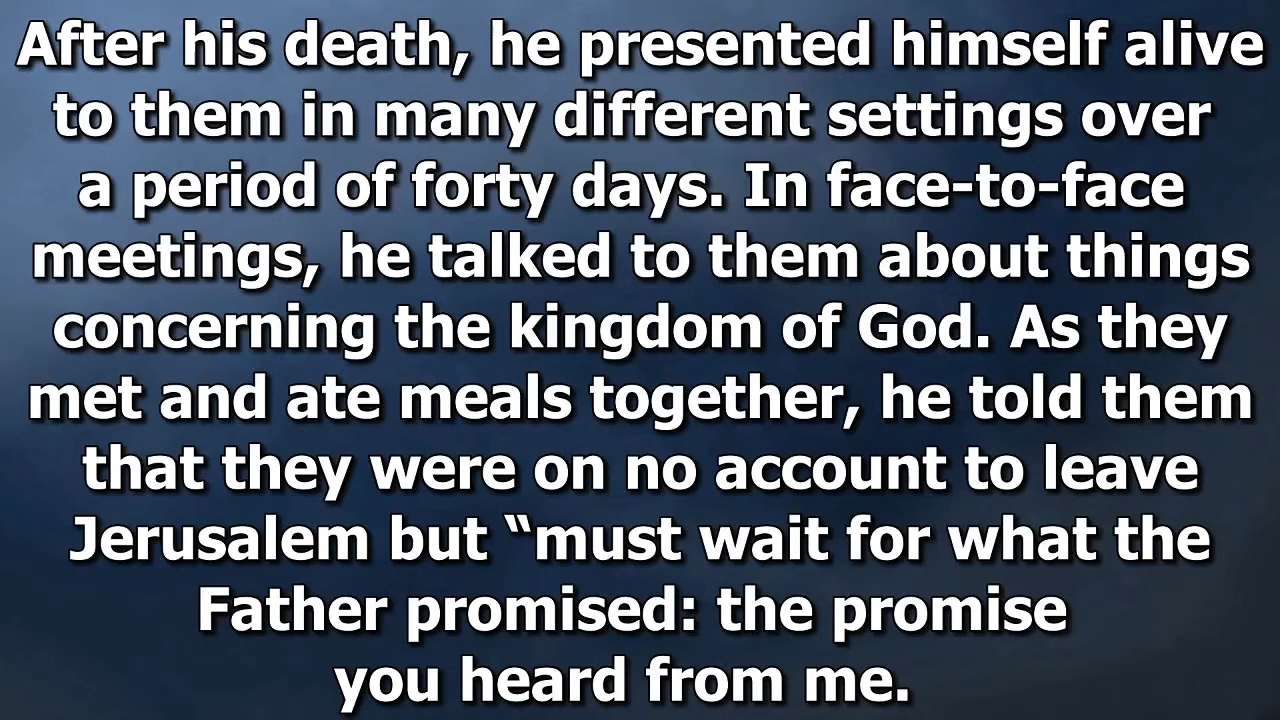 After his death, he presented himself alive
to them in many different settings over
a period of forty days. In face-to-face
meetings, he talked to them about things
concerning the kingdom of God. As they
met and ate meals together, he told them
that they were on no account to leave
Jerusalem but “must wait for what the
Father promised: the promise
you heard from me.